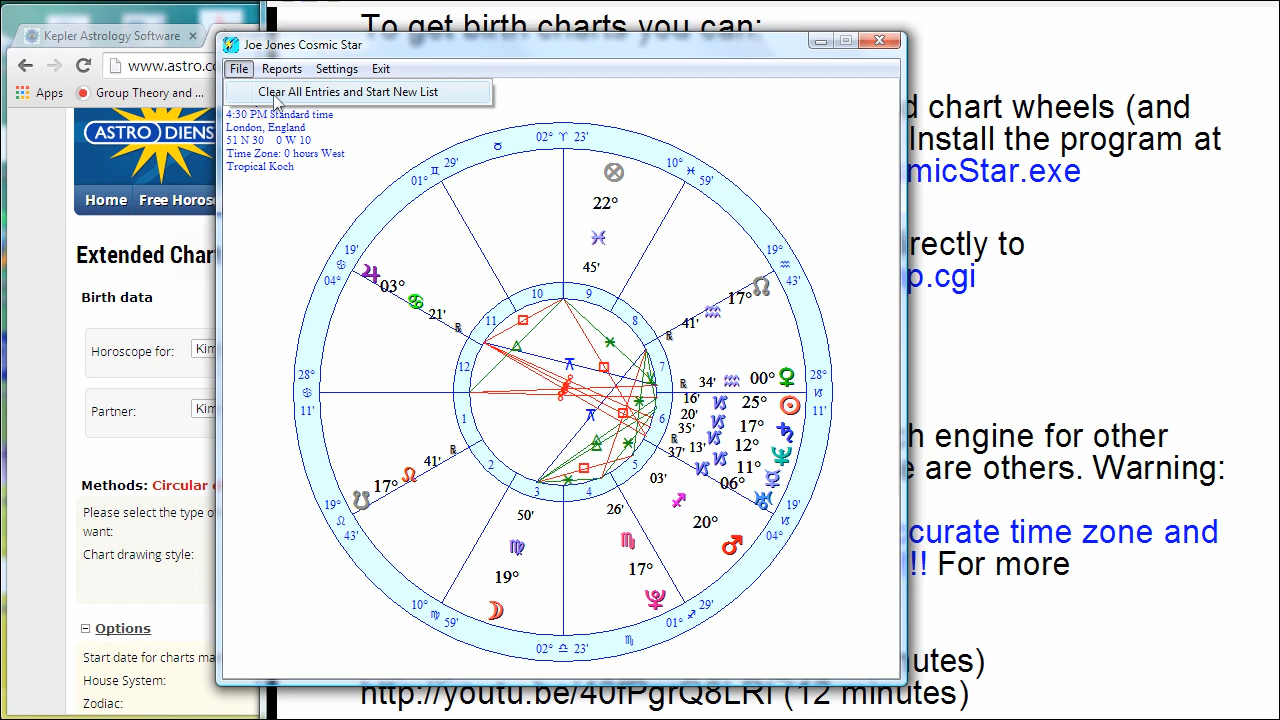 To get birth charts you can:
Kepler Astrology Software
www.astro.co
Apps
Group Theory and ...
ASTRO DIENS
Home Free Horos
Extended Char
Birth data
Horoscope for: Kim
Partner: Kim
Methods: Circular
Please select the type o
want:
Chart drawing style:
Options
Start date for charts ma
House System:
Zodiac:
Joe Jones Cosmic Star
File Reports Settings Exit
Clear All Entries and Start New List
4:30 PM Standard time
London, England
51 N 30 0 W 10
Time Zone: 0 hours West
Tropical Koch
02° ♈ 23'
10° ♓ 59'
19° ♒ 43'
28° ♑ 11'
19' ♑ 04°
29' ♐ 01°
♏
02° ♎ 23'
10° ♍ 59'
19° ♌ 43'
28° ♋ 11'
19' ♋ 04°
29' ♊ 01°
♉
⊗ 22° ♓ 45'
☊ 17° ♒ 41' ℞
♀ 00° ♒ 34' ℞
☉ 25° ♑ 16'
♄ 17° ♑ 20'
♆ 12° ♑ 35'
☿ 11° ♑ 13' ℞
♅ 06° ♑ 37'
♂ 20° ♐ 03'
♇ 17° ♏ 26'
☽ 19° ♍ 50'
☋ 17° ♌ 41' ℞
♃ 03° ♋ 21' ℞
1
2
3
4
5
6
7
8
9
10
11
12
d chart wheels (and
Install the program at
micStar.exe
rectly to
p.cgi
h engine for other
e are others. Warning:
curate time zone and
!! For more
utes)
http://youtu.be/40fPgrQ8LRI (12 minutes)